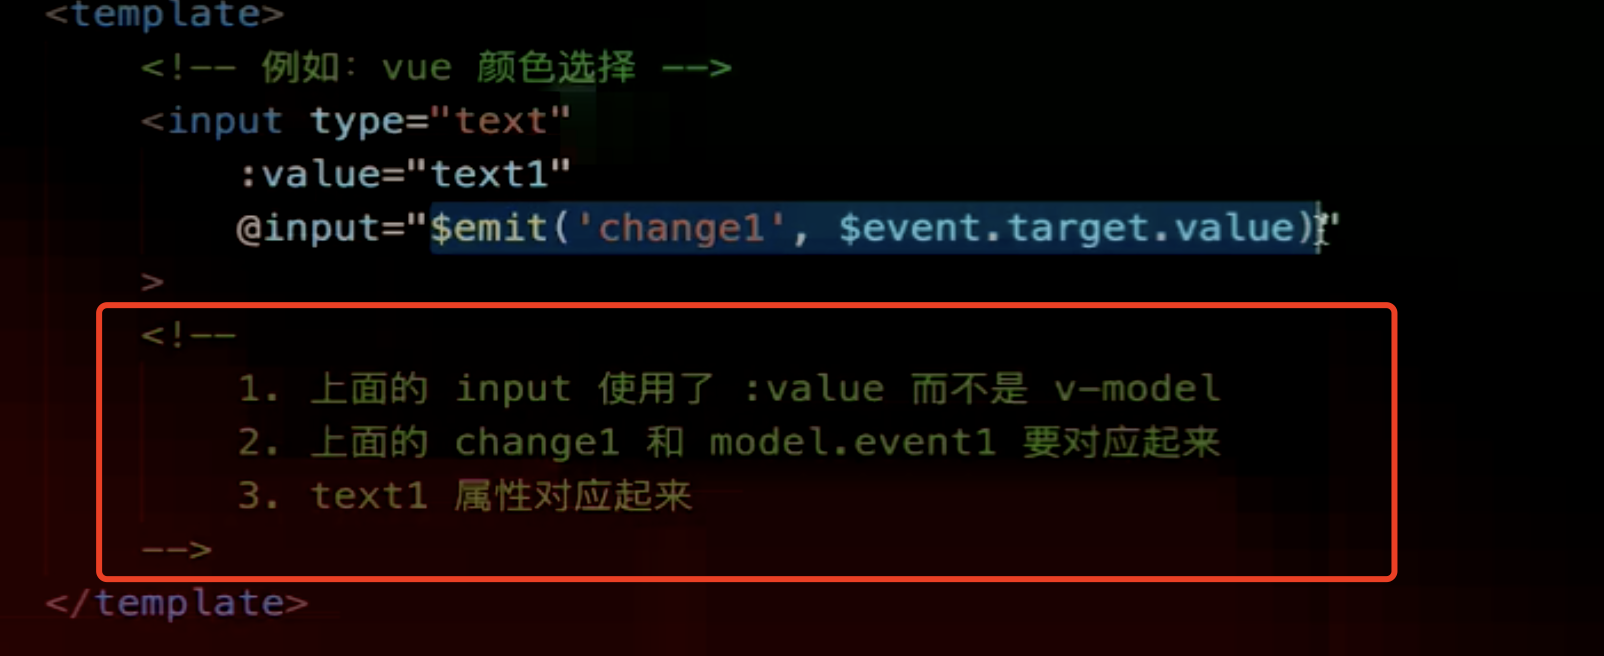 <template>
<!-- 例如：vue 颜色选择 -->
<input type="text"
:value="text1"
@input="$emit('change1', $event.target.value)"
>
<!--
1. 上面的 input 使用了 :value 而不是 v-model
2. 上面的 change1 和 model.event1 要对应起来
3. text1 属性对应起来
-->
</template>